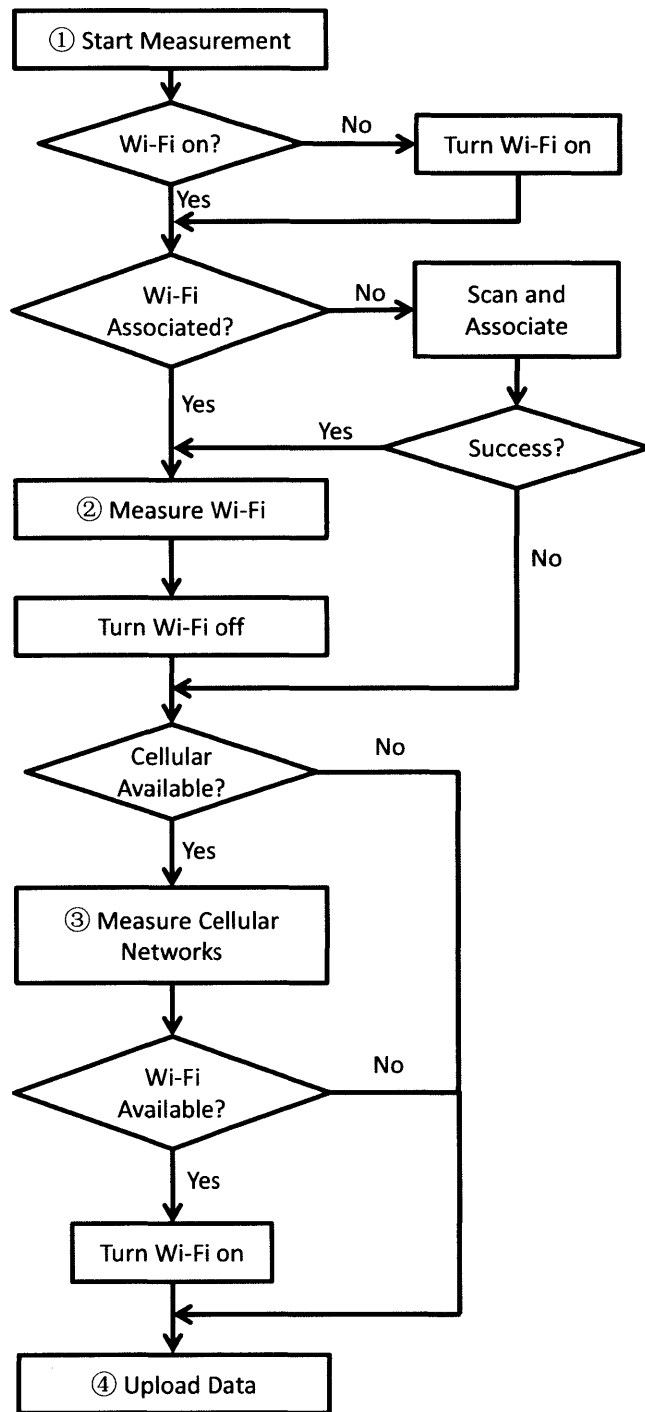 ① Start Measurement
Wi-Fi on?
No
Turn Wi-Fi on
Yes
Wi-Fi
Associated?
No
Scan and
Associate
Yes
Yes
Success?
② Measure Wi-Fi
No
Turn Wi-Fi off
Cellular
Available?
No
Yes
③ Measure Cellular
Networks
Wi-Fi
Available?
No
Yes
Turn Wi-Fi on
④ Upload Data